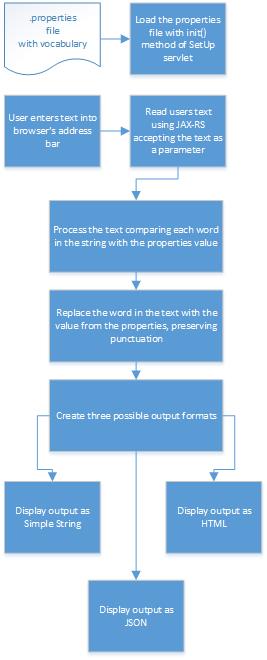 .properties
file
with vocabulary
Load the properties
file with init()
method of SetUp
servlet
User enters text into
browser's address
bar
Read users text
using JAX-RS
accepting the text as
a parameter
Process the text comparing each word
in the string with the properties value
Replace the word in the text with the
value from the properties, preserving
punctuation
Create three possible output formats
Display output as
Simple String
Display output as
HTML
Display output as
JSON